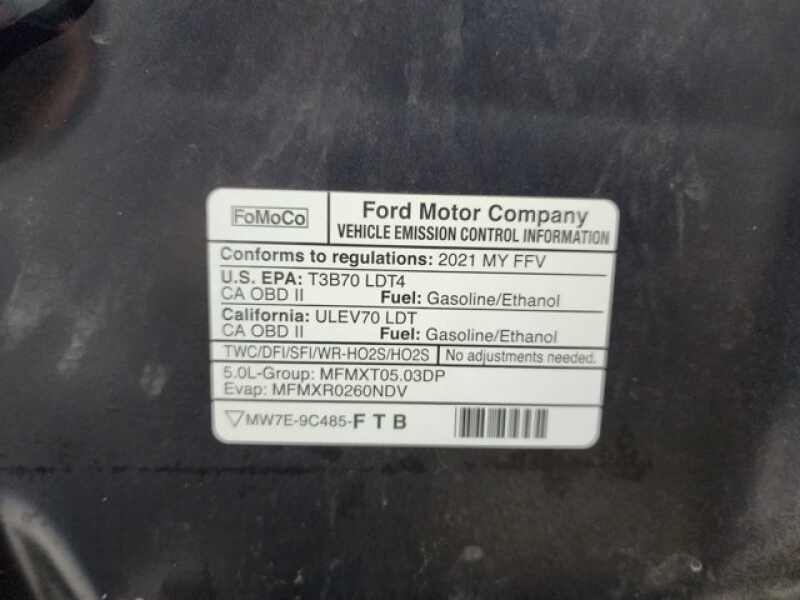 FoMoCo
Ford Motor Company
VEHICLE EMISSION CONTROL INFORMATION
Conforms to regulations: 2021 MY FFV
U.S. EPA: T3B70 LDT4
CA OBD II Fuel: Gasoline/Ethanol
California: ULEV70 LDT
CA OBD II Fuel: Gasoline/Ethanol
TWC/DFI/SFI/WR-HO2S/HO2S No adjustments needed.
5.0L-Group: MFMXT05.03DP
Evap: MFMXR0260NDV
MW7E-9C485-F T B